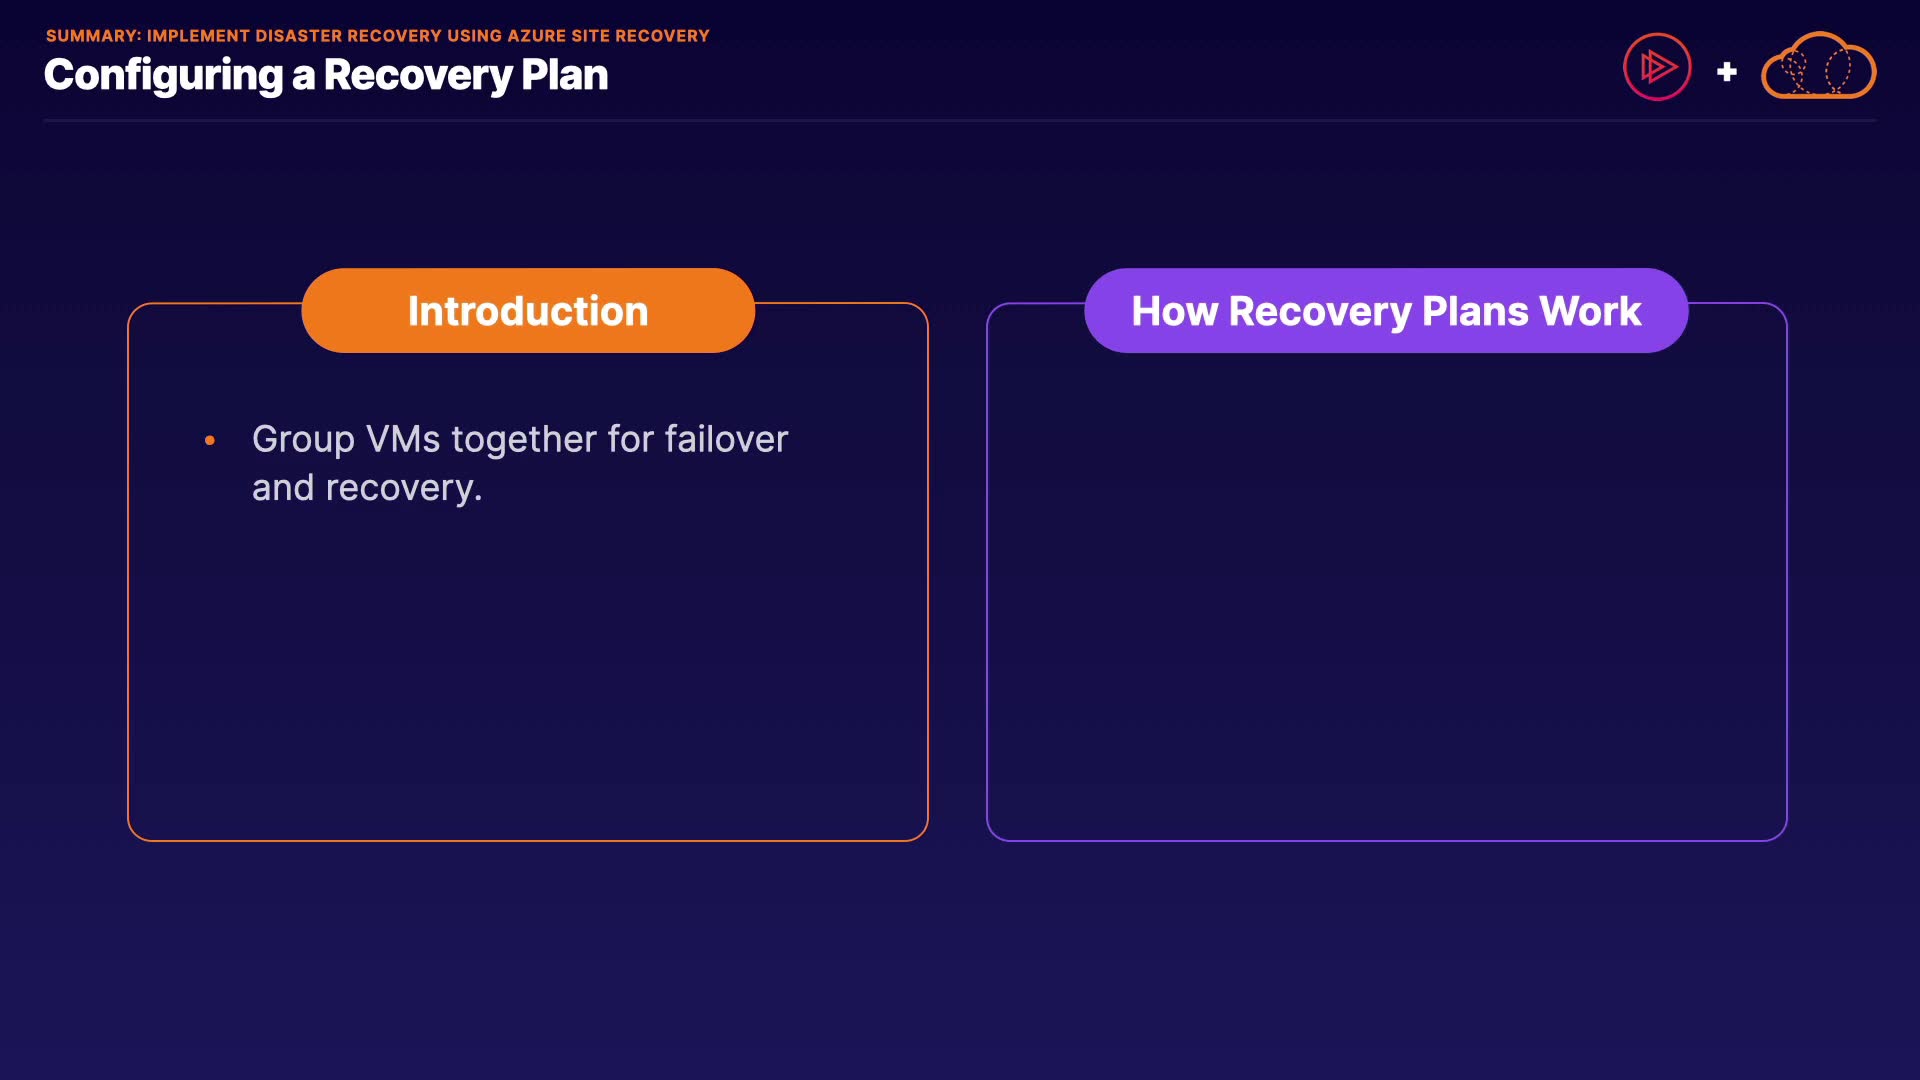 SUMMARY: IMPLEMENT DISASTER RECOVERY USING AZURE SITE RECOVERY
Configuring a Recovery Plan
Introduction
• Group VMs together for failover
and recovery.
How Recovery Plans Work